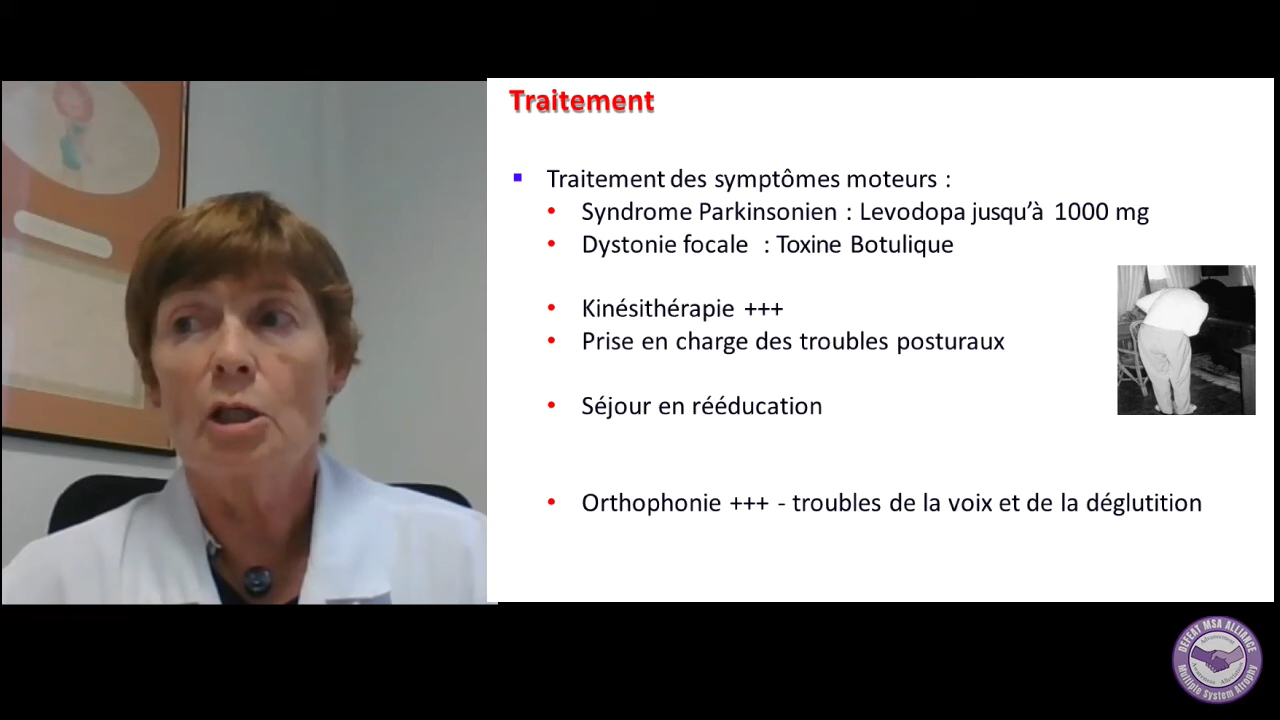 Traitement
Traitement des symptômes moteurs :
Syndrome Parkinsonien : Levodopa jusqu’à 1000 mg
Dystonie focale : Toxine Botulique
Kinésithérapie +++
Prise en charge des troubles posturaux
Séjour en rééducation
Orthophonie +++ - troubles de la voix et de la déglutition
DEFEAT MSA ALLIANCE
Multiple System Atrophy